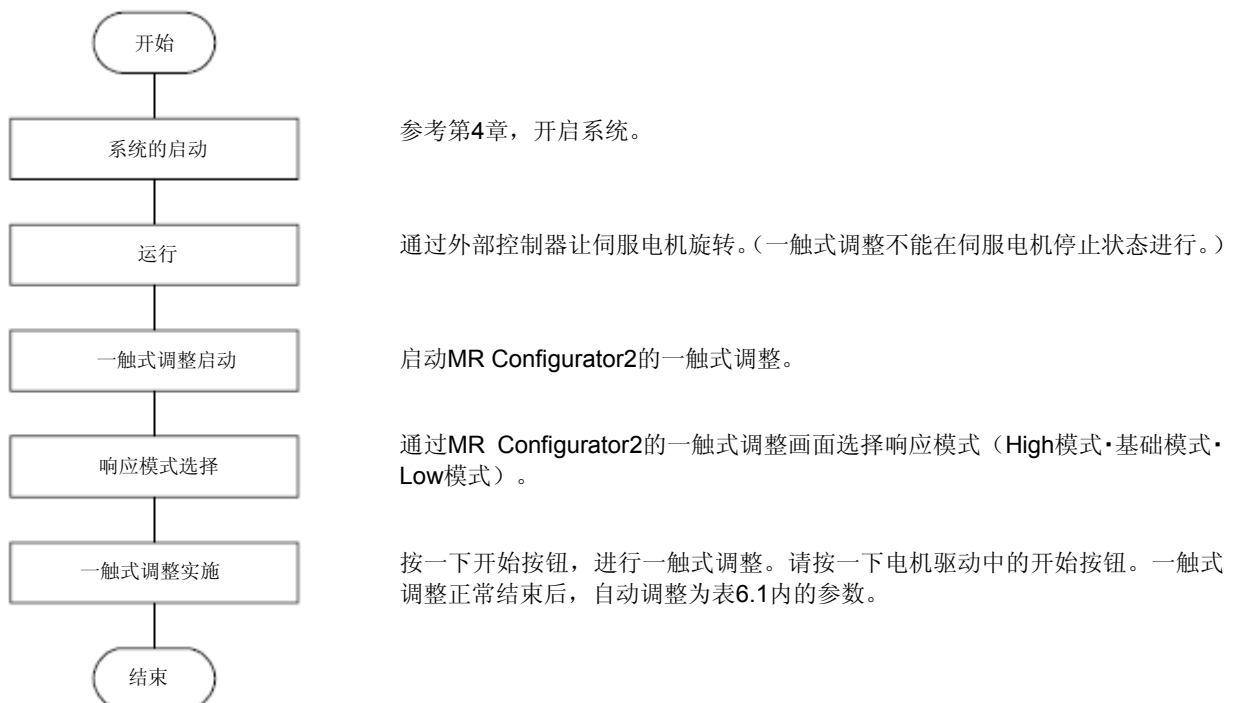 开始
系统的启动
参考第4章，开启系统。
运行
通过外部控制器让伺服电机旋转。（一触式调整不能在伺服电机停止状态进行。）
一触式调整启动
启动MR Configurator2的一触式调整。
响应模式选择
通过MR Configurator2的一触式调整画面选择响应模式（High模式·基础模式·
Low模式）。
一触式调整实施
按一下开始按钮，进行一触式调整。请按一下电机驱动中的开始按钮。一触式
调整正常结束后，自动调整为表6.1内的参数。
结束